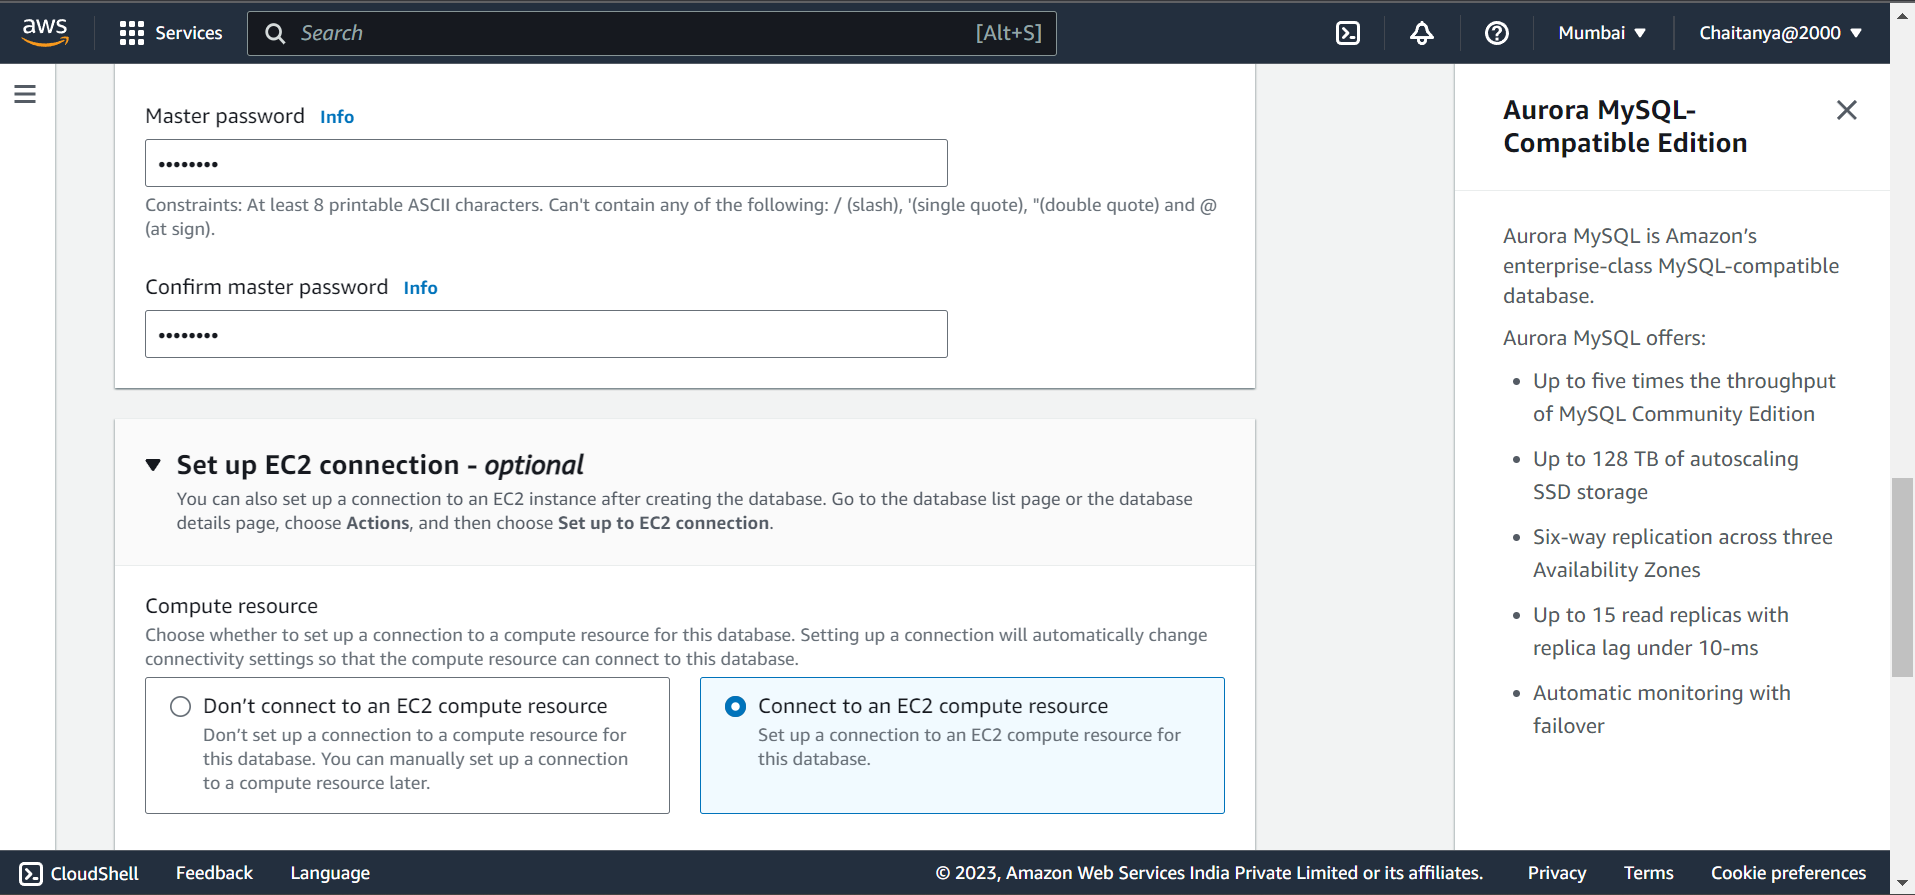 aws
Services
Search
[Alt+S]
Mumbai ▼
Chaitanya@2000 ▼
Master password Info
••••••••
Constraints: At least 8 printable ASCII characters. Can't contain any of the following: / (slash), '(single quote), "(double quote) and @
(at sign).
Confirm master password Info
••••••••
Set up EC2 connection - optional
You can also set up a connection to an EC2 instance after creating the database. Go to the database list page or the database
details page, choose Actions, and then choose Set up to EC2 connection.
Compute resource
Choose whether to set up a connection to a compute resource for this database. Setting up a connection will automatically change
connectivity settings so that the compute resource can connect to this database.
Don’t connect to an EC2 compute resource
Don’t set up a connection to a compute resource for
this database. You can manually set up a connection
to a compute resource later.
Connect to an EC2 compute resource
Set up a connection to an EC2 compute resource for
this database.
Aurora MySQL-
Compatible Edition
Aurora MySQL is Amazon’s
enterprise-class MySQL-compatible
database.
Aurora MySQL offers:
• Up to five times the throughput
of MySQL Community Edition
• Up to 128 TB of autoscaling
SSD storage
• Six-way replication across three
Availability Zones
• Up to 15 read replicas with
replica lag under 10-ms
• Automatic monitoring with
failover
CloudShell
Feedback
Language
© 2023, Amazon Web Services India Private Limited or its affiliates.
Privacy
Terms
Cookie preferences